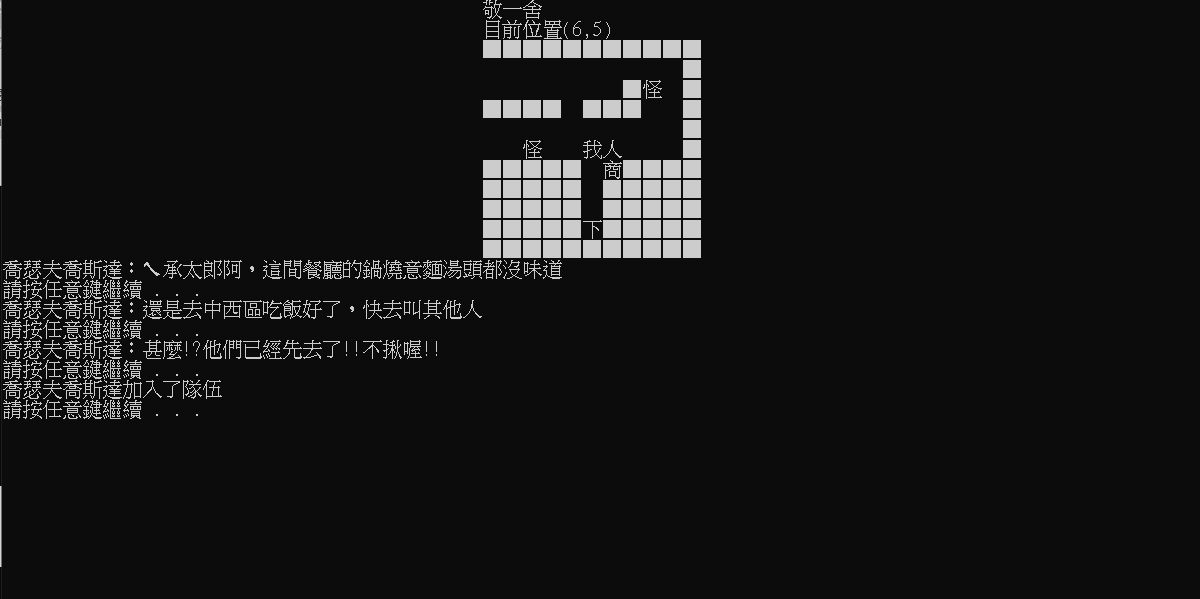 敬一舍
目前位置(6,5)
怪
怪 我人
商
下
喬瑟夫喬斯達：ㄟ承太郎阿，這間餐廳的鍋燒意麵湯頭都沒味道
請按任意鍵繼續 . . .
喬瑟夫喬斯達：還是去中西區吃飯好了，快去叫其他人
請按任意鍵繼續 . . .
喬瑟夫喬斯達：甚麼!?他們已經先去了!!不揪喔!!
請按任意鍵繼續 . . .
喬瑟夫喬斯達加入了隊伍
請按任意鍵繼續 . . .